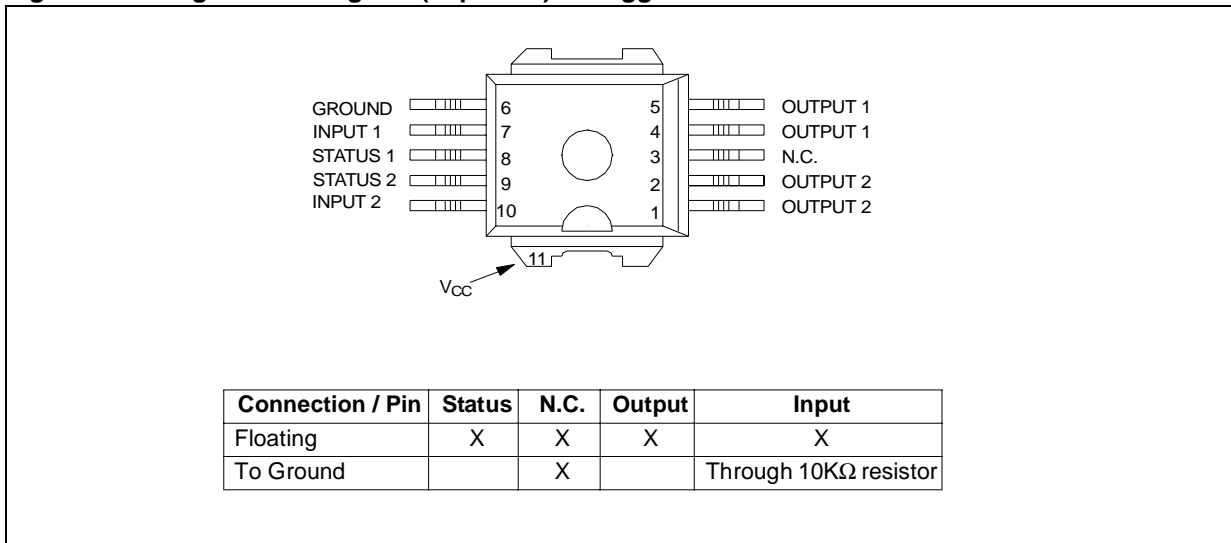 GROUND 6 5 OUTPUT 1
INPUT 1 7 4 OUTPUT 1
STATUS 1 8 3 N.C.
STATUS 2 9 2 OUTPUT 2
INPUT 2 10 1 OUTPUT 2
11
VCC
Connection / Pin Status N.C. Output Input
Floating X X X X
To Ground X Through 10KΩ resistor